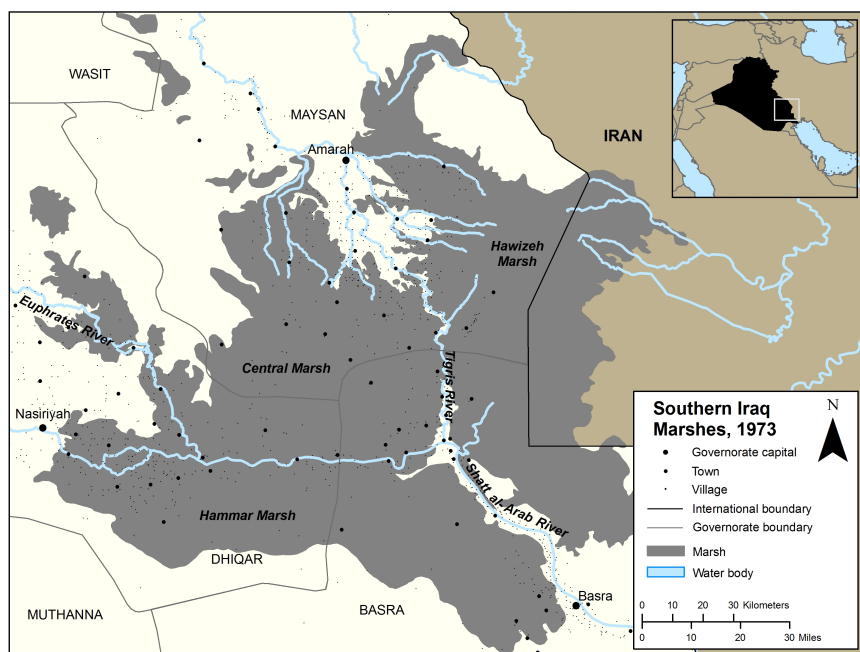 WASIT
MAYSAN
Amarah
IRAN
Hawizeh
Marsh
Euphrates River
Central Marsh
Tigris River
Nasiriyah
Shatt al- Arab River
Hammar Marsh
DHIQAR
MUTHANNA
BASRA
Basra
Southern Iraq
Marshes, 1973
N
Governorate capital
Town
Village
International boundary
Governorate boundary
Marsh
Water body
0 10 20 30 Kilometers
0 10 20 30 Miles